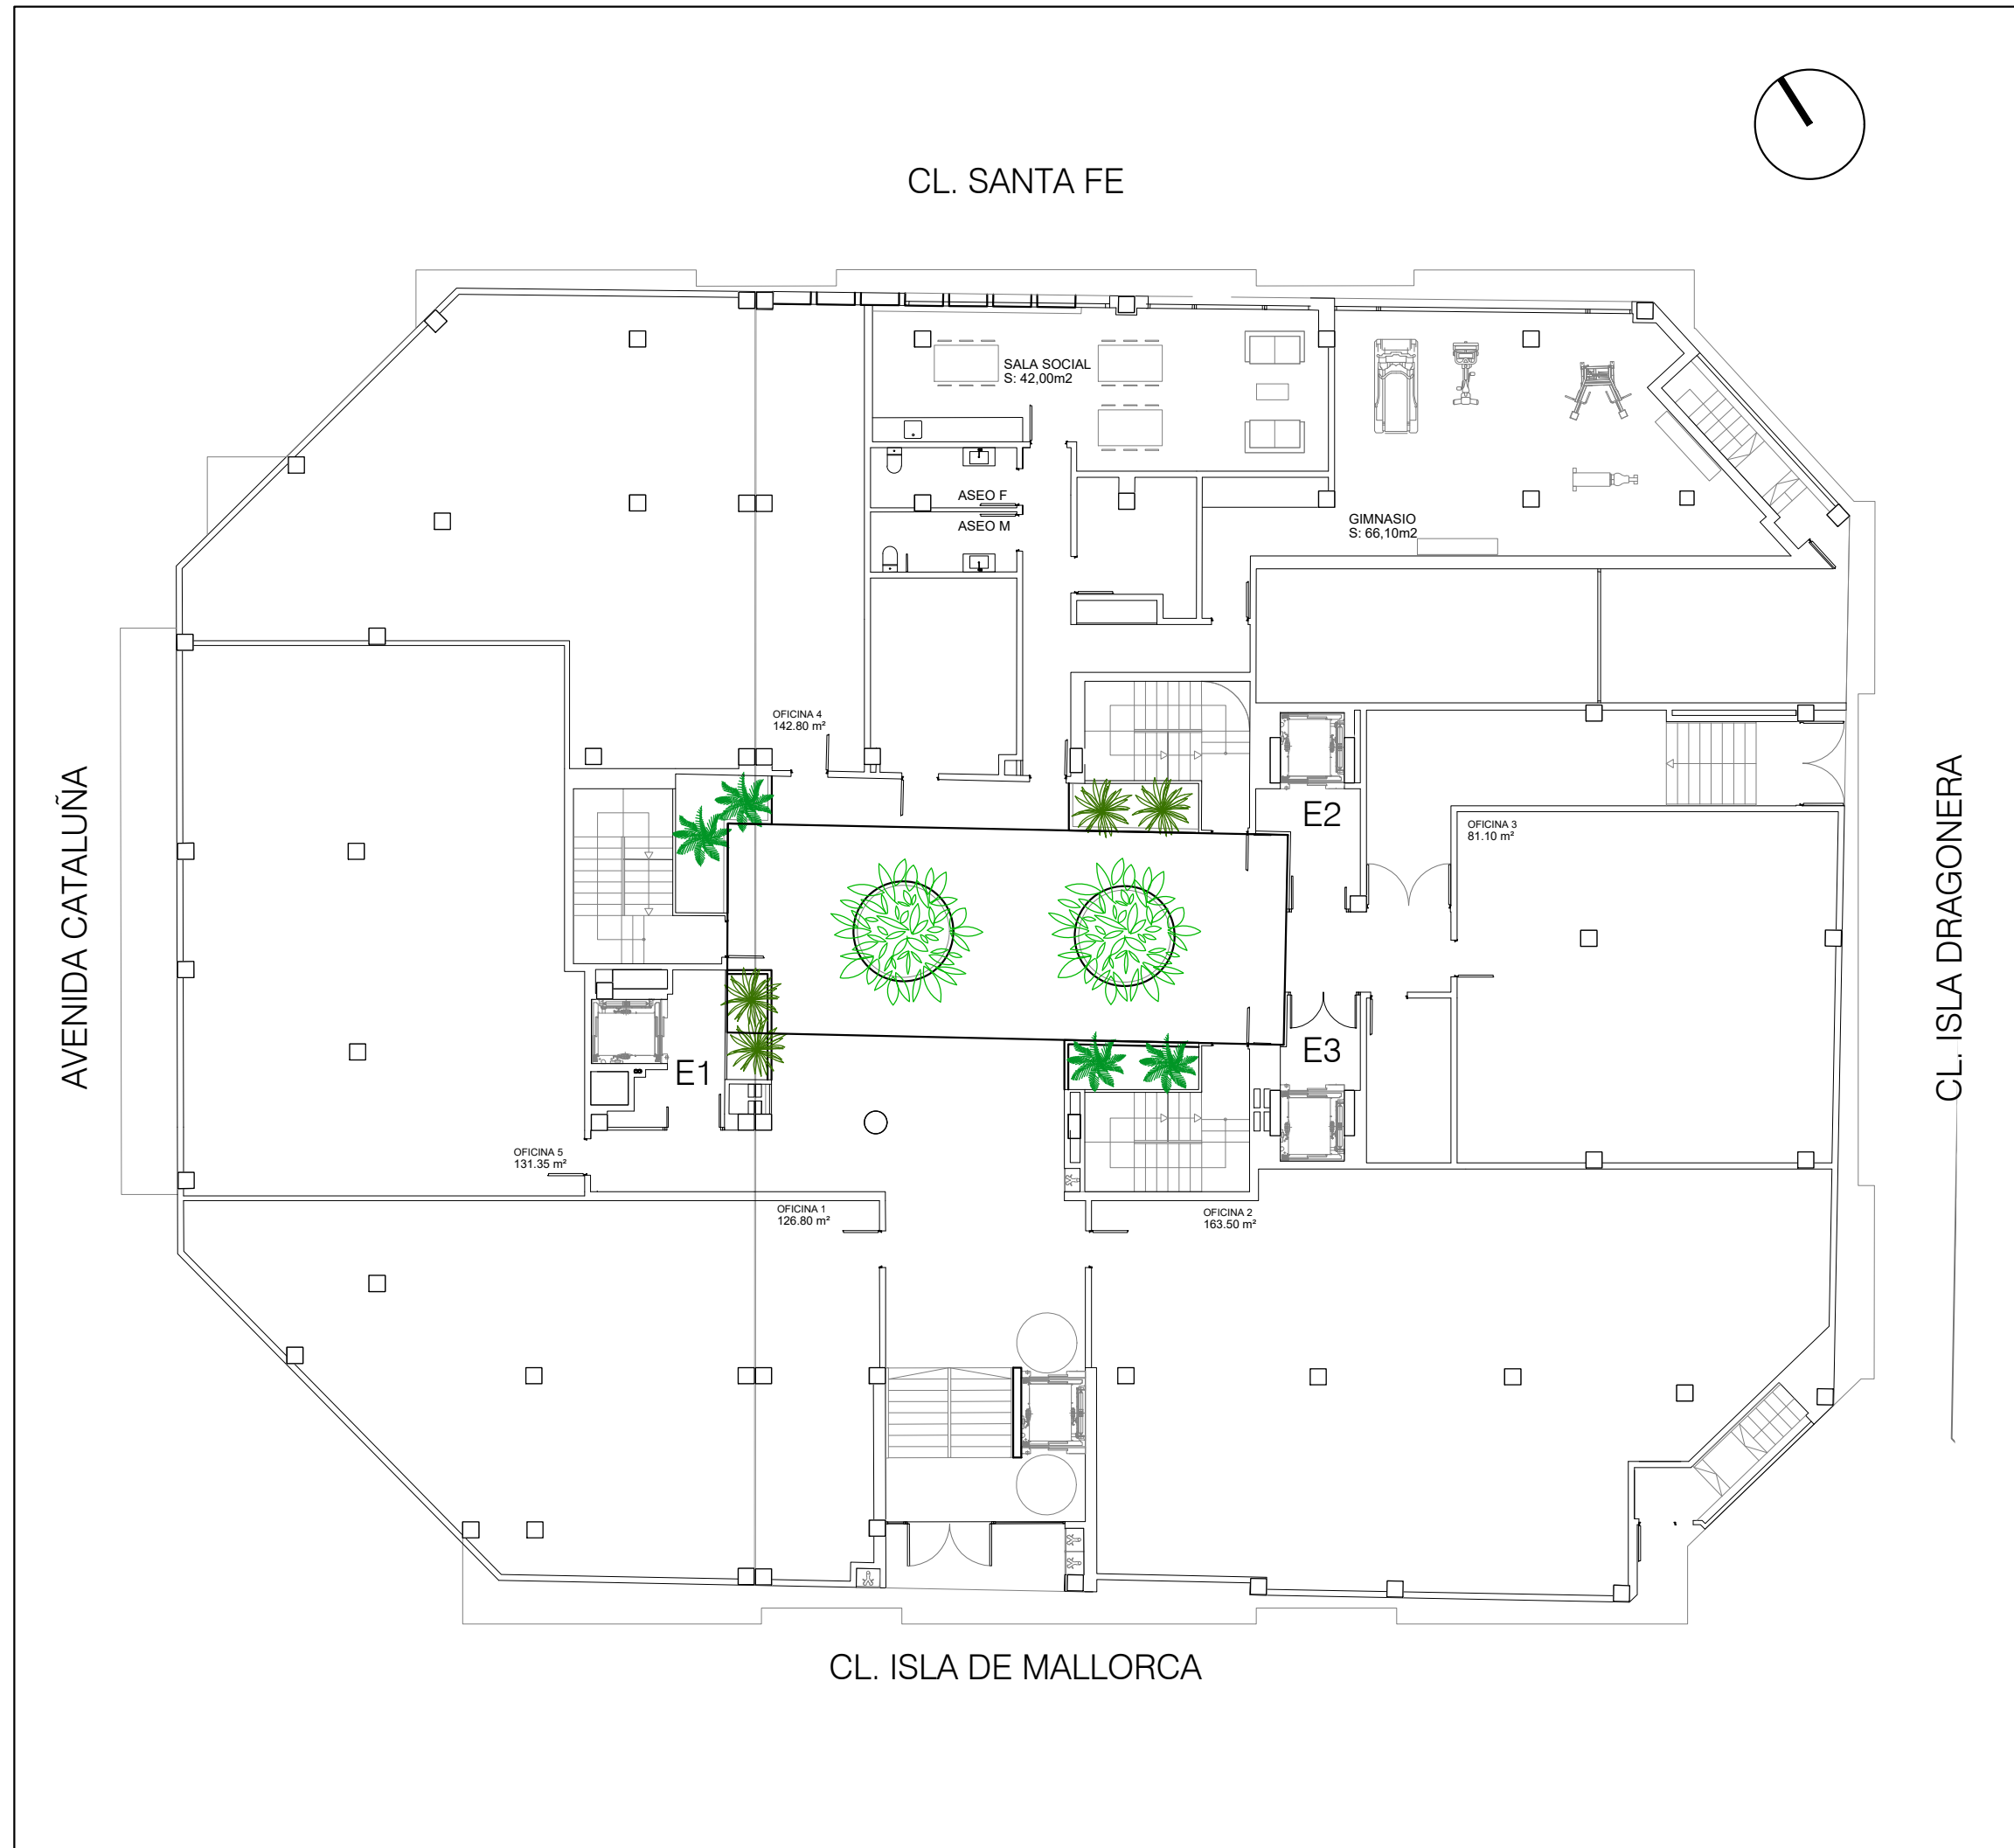 CL. SANTA FE
SALA SOCIAL
S: 42,00m2
ASEO F
ASEO M
GIMNASIO
S: 66,10m2
OFICINA 4
142.80 m²
E2
OFICINA 3
81.10 m²
AVENIDA CATALUÑA
CL. ISLA DRAGONERA
E1
E3
OFICINA 5
131.35 m²
OFICINA 1
126.80 m²
OFICINA 2
163.50 m²
CL. ISLA DE MALLORCA